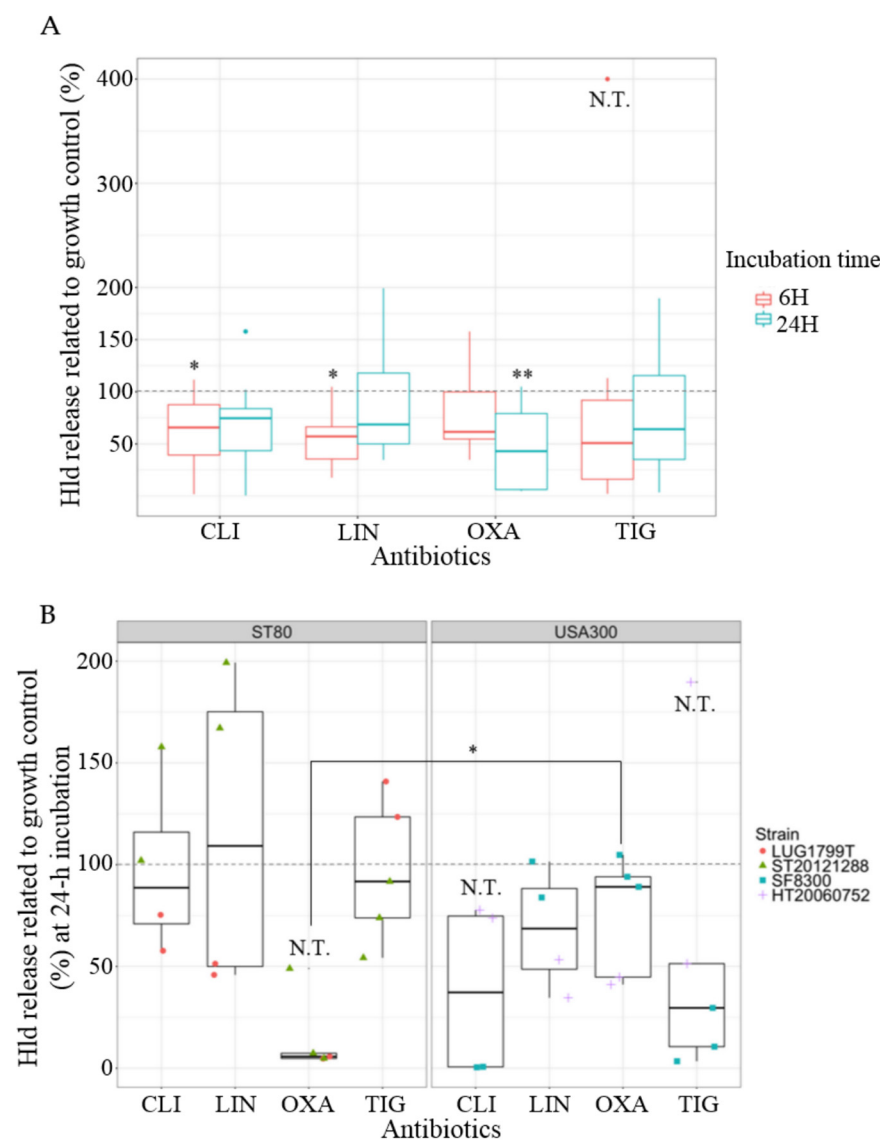 A
Hld release related to growth control (%)
400
300
200
150
100
50
N.T.
*
*
**
CLI
LIN
OXA
TIG
Antibiotics
Incubation time
6H
24H
B
Hld release related to growth control
(%) at 24-h incubation
ST80
USA300
200
150
100
50
0
N.T.
*
N.T.
N.T.
CLI
LIN
OXA
TIG
CLI
LIN
OXA
TIG
Antibiotics
Strain
LUG1799T
ST20121288
SF8300
HT20060752